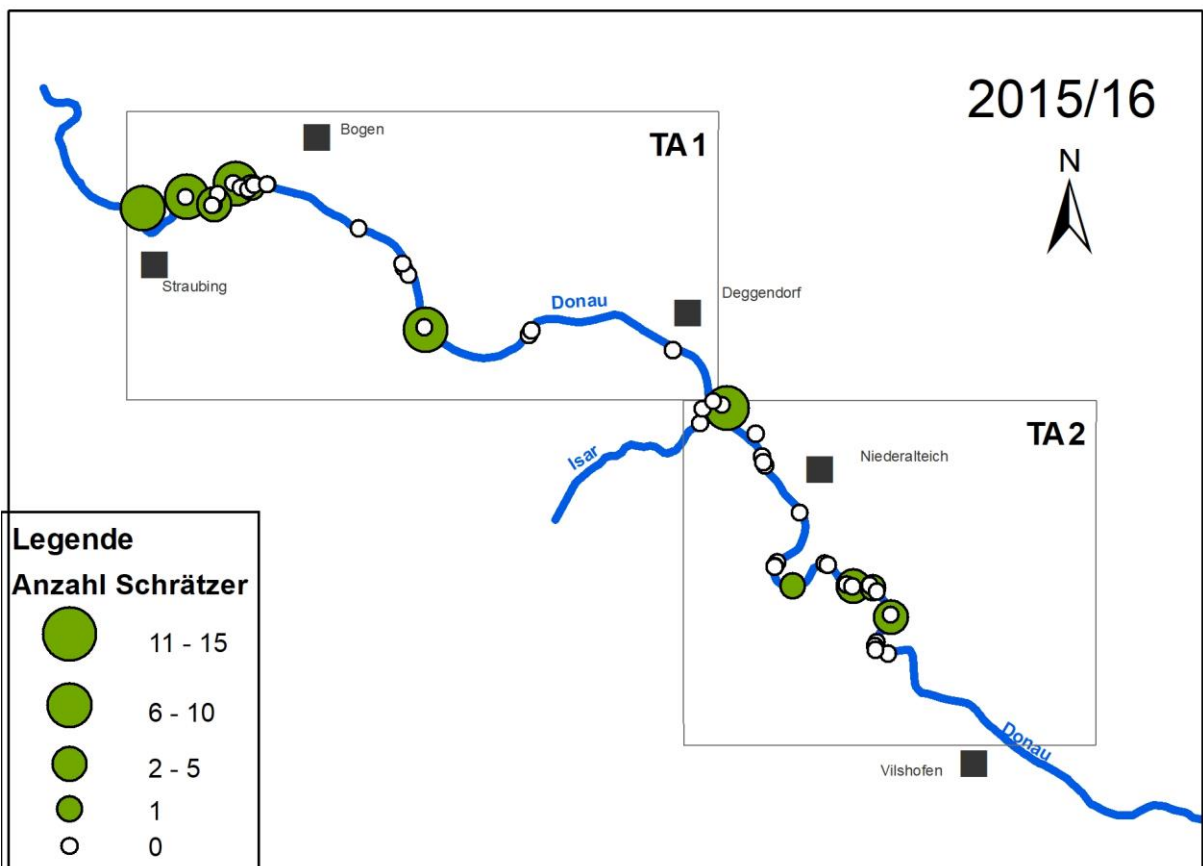 2015/16
N
TA 1
Bogen
Straubing
Donau
Deggendorf
TA 2
Isar
Niederalteich
Donau
Vilshofen
Legende
Anzahl Schrätzer
11 - 15
6 - 10
2 - 5
1
0